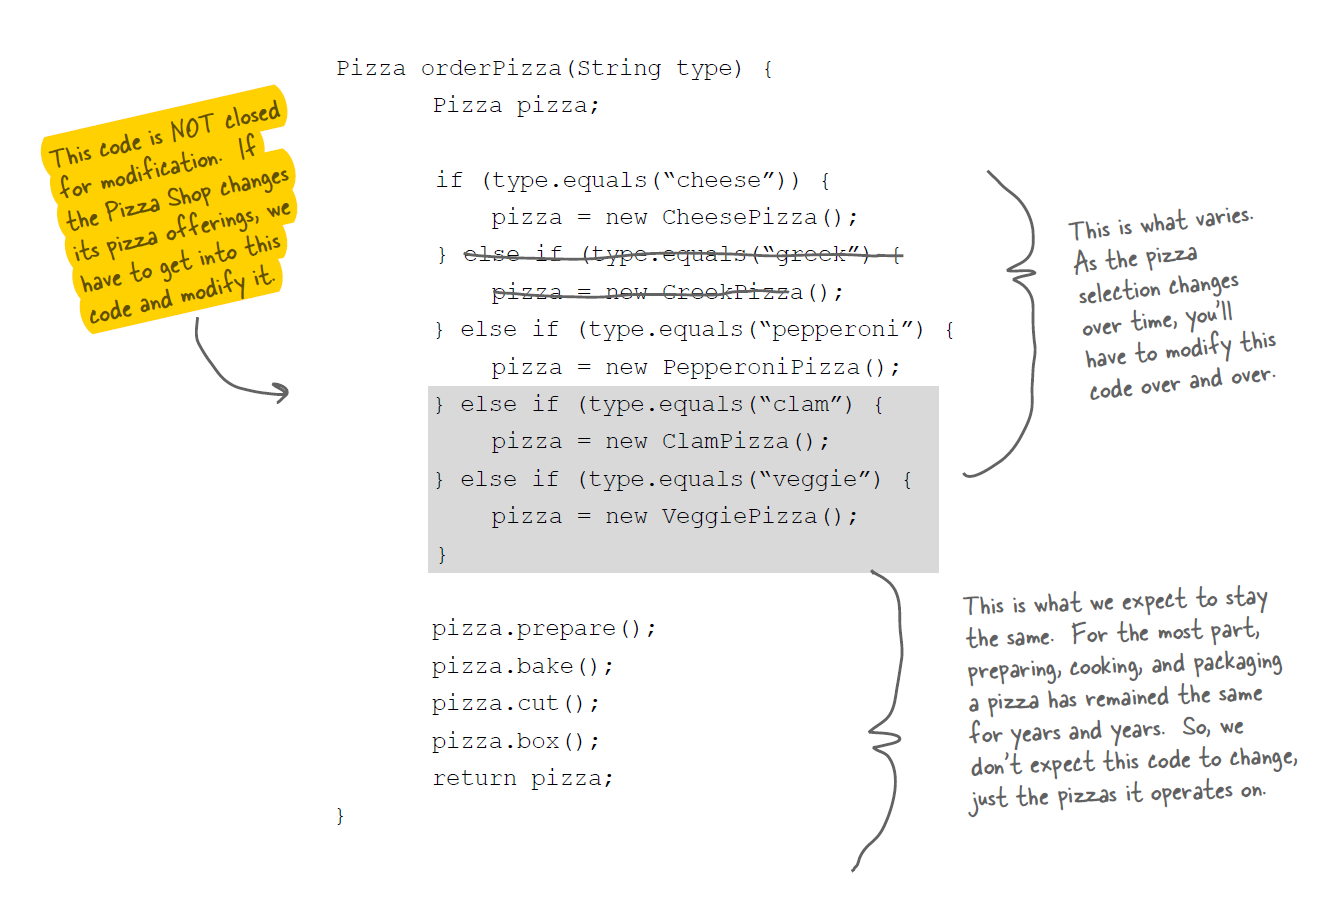 Pizza orderPizza(String type) {
Pizza pizza;
if (type.equals(“cheese”)) {
pizza = new CheesePizza();
} else if (type.equals(“greek”) {
pizza = new GreekPizza();
} else if (type.equals(“pepperoni”) {
pizza = new PepperoniPizza();
} else if (type.equals(“clam”) {
pizza = new ClamPizza();
} else if (type.equals(“veggie”) {
pizza = new VeggiePizza();
}
pizza.prepare();
pizza.bake();
pizza.cut();
pizza.box();
return pizza;
}
This code is NOT closed
for modification. If
the Pizza Shop changes
its pizza offerings, we
have to get into this
code and modify it.
This is what varies.
As the pizza
selection changes
over time, you’ll
have to modify this
code over and over.
This is what we expect to stay
the same. For the most part,
preparing, cooking, and packaging
a pizza has remained the same
for years and years. So, we
don’t expect this code to change,
just the pizzas it operates on.